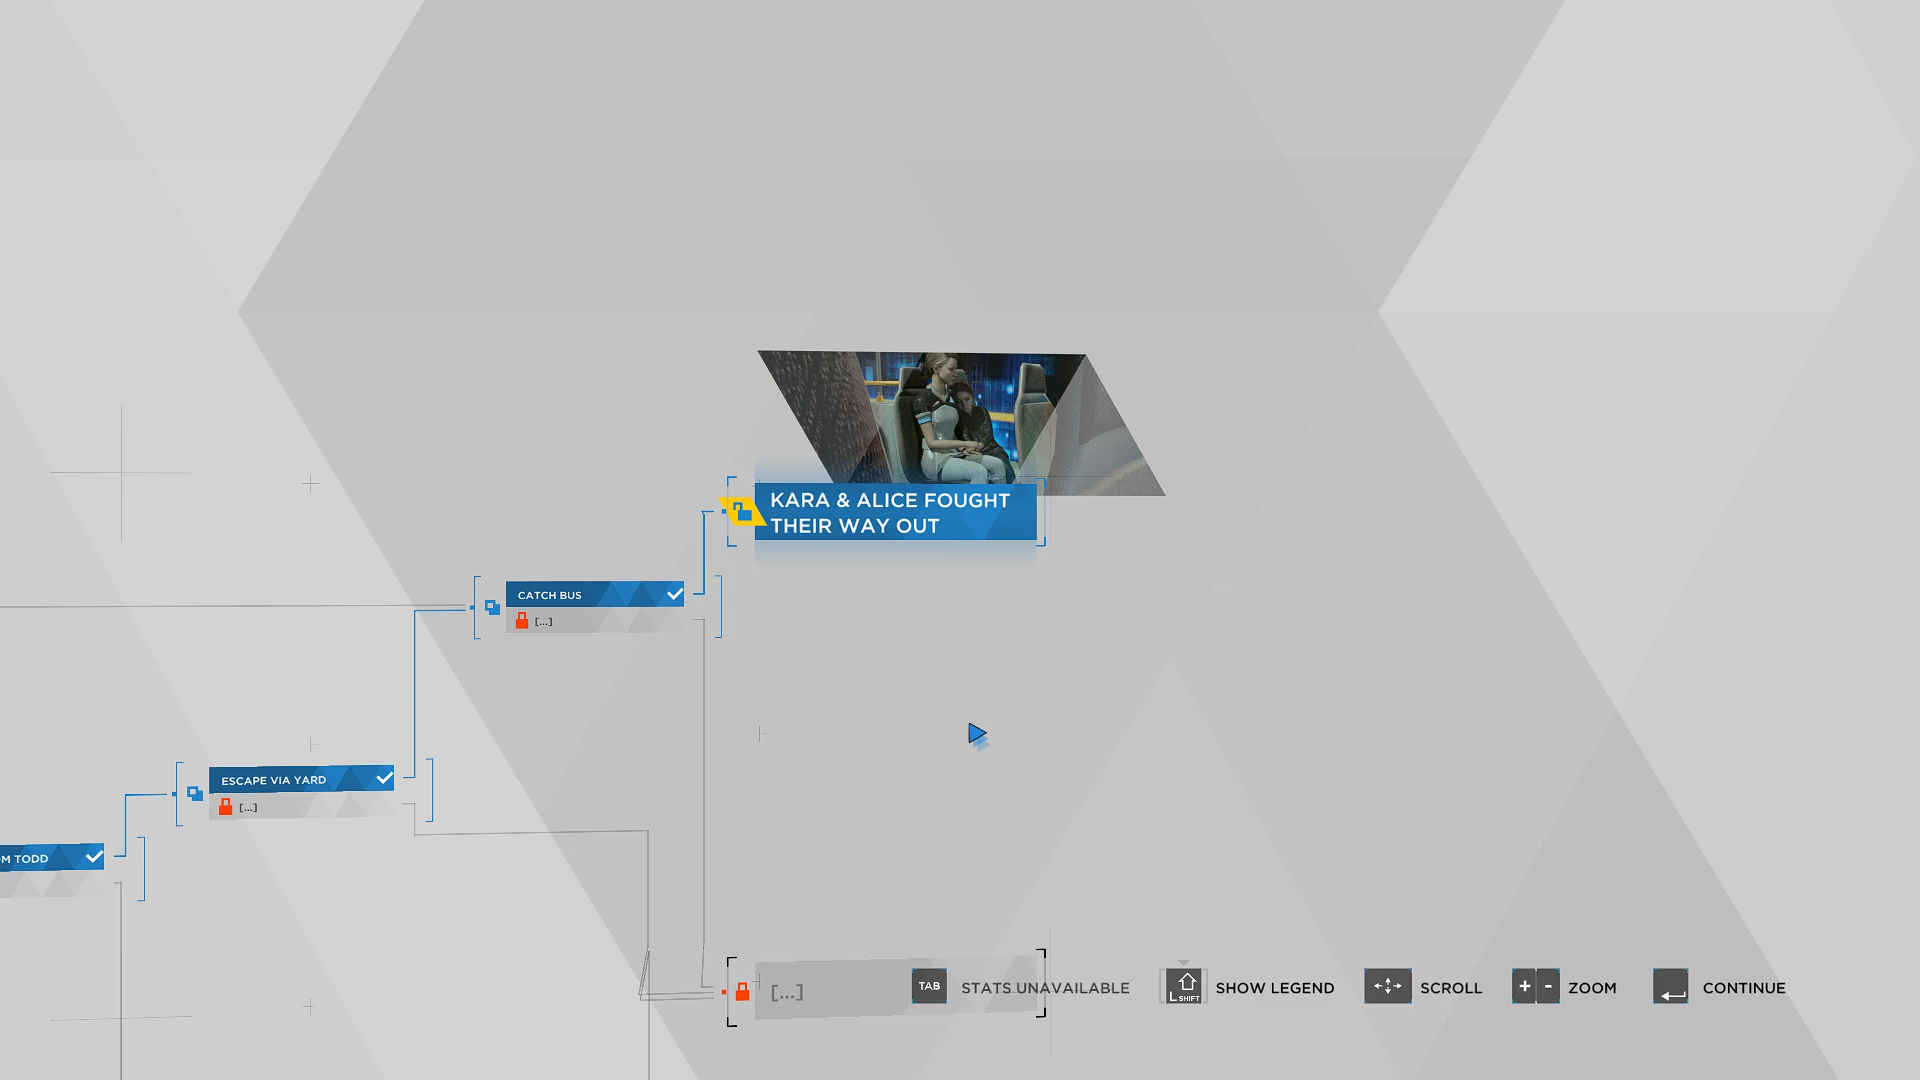 KARA & ALICE FOUGHT
THEIR WAY OUT
CATCH BUS
[...]
ESCAPE VIA YARD
[...]
OM TODD
[...]
TAB STATS UNAVAILABLE
L SHIFT SHOW LEGEND
SCROLL
+ - ZOOM
CONTINUE